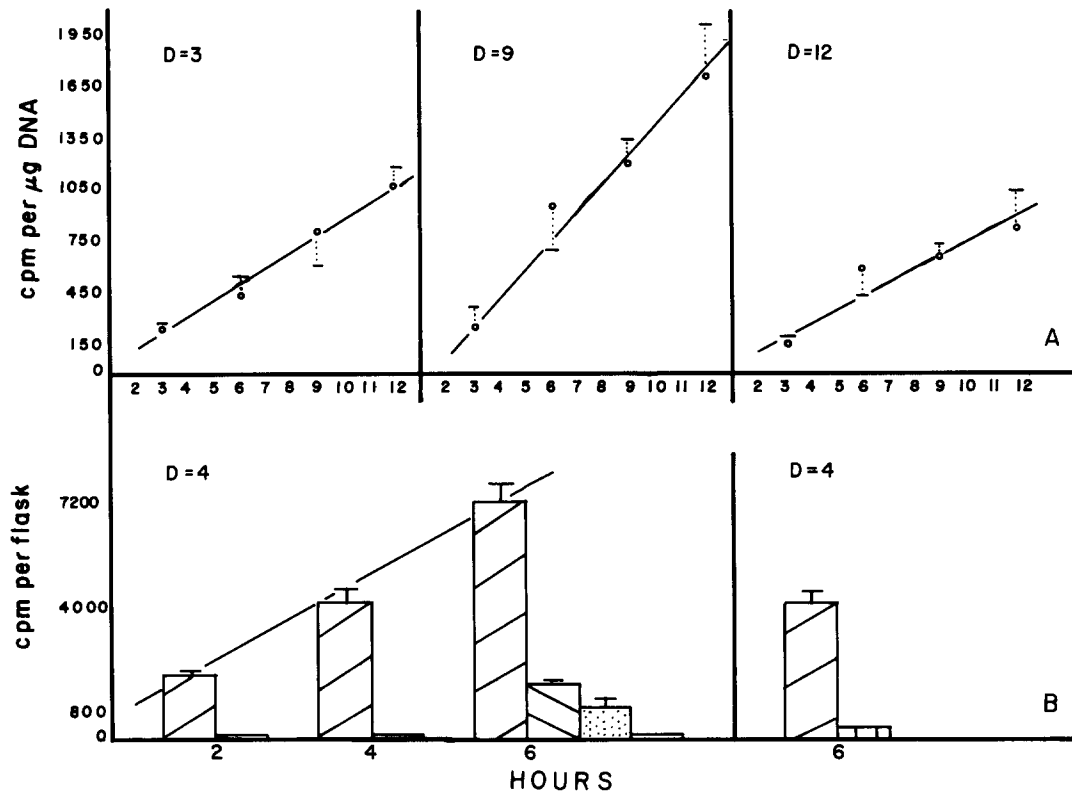 cpm per μg DNA
1950
1650
1350
1050
750
450
150
0
D=3
D=9
D=12
A
2 3 4 5 6 7 8 9 10 11 12
2 3 4 5 6 7 8 9 10 11 12
2 3 4 5 6 7 8 9 10 11 12
cpm per flask
7200
4000
800
0
D=4
D=4
B
2 4 6
6
HOURS